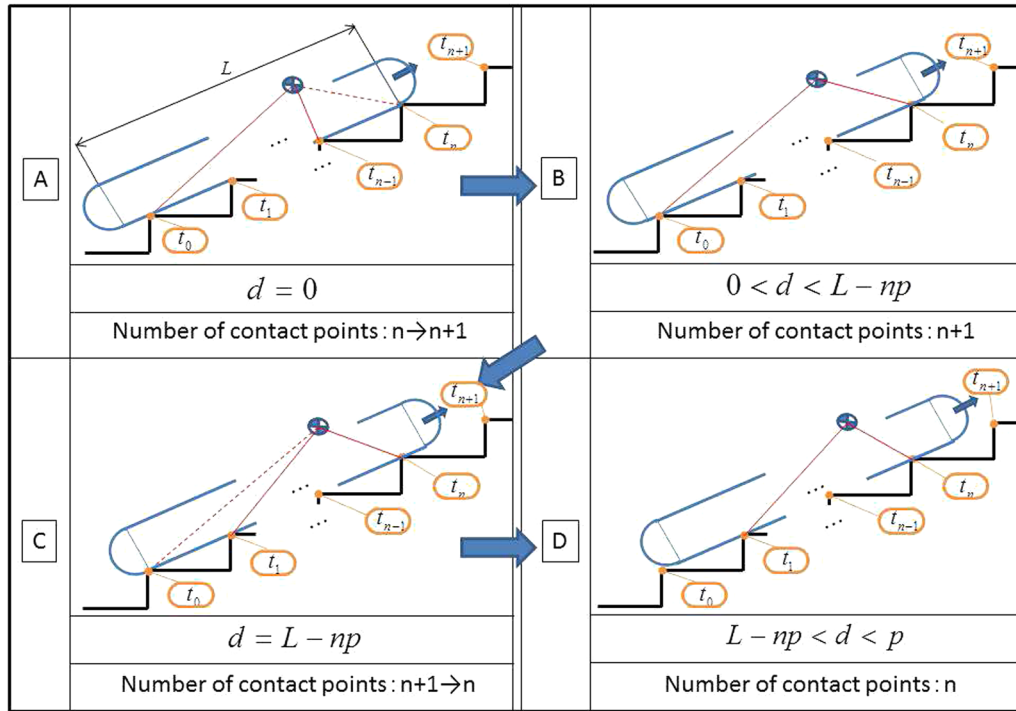 L
t_{n+1}
t_n
...
t_{n-1}
...
A
t_1
t_0
d = 0
Number of contact points : n→n+1
t_{n+1}
t_n
...
t_{n-1}
...
B
t_1
t_0
0 < d < L − np
Number of contact points : n+1
t_{n+1}
t_n
...
t_{n-1}
...
C
t_1
t_0
d = L − np
Number of contact points : n+1→n
t_{n+1}
t_n
...
t_{n-1}
...
D
t_1
t_0
L − np < d < p
Number of contact points : n